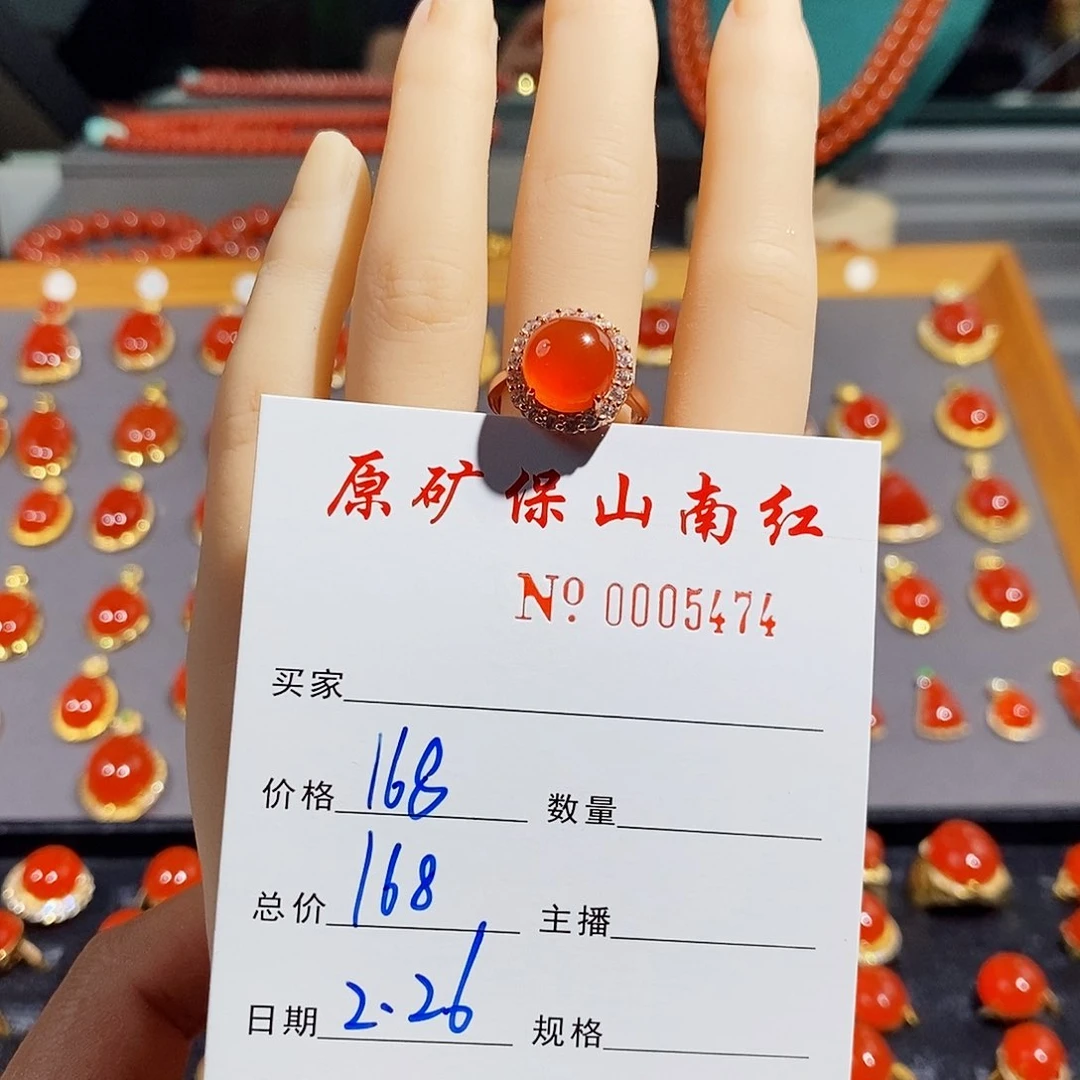 原矿保山南红
Nº 0005474
买家
价格 168 数量
总价 168 主播
日期 2.26 规格